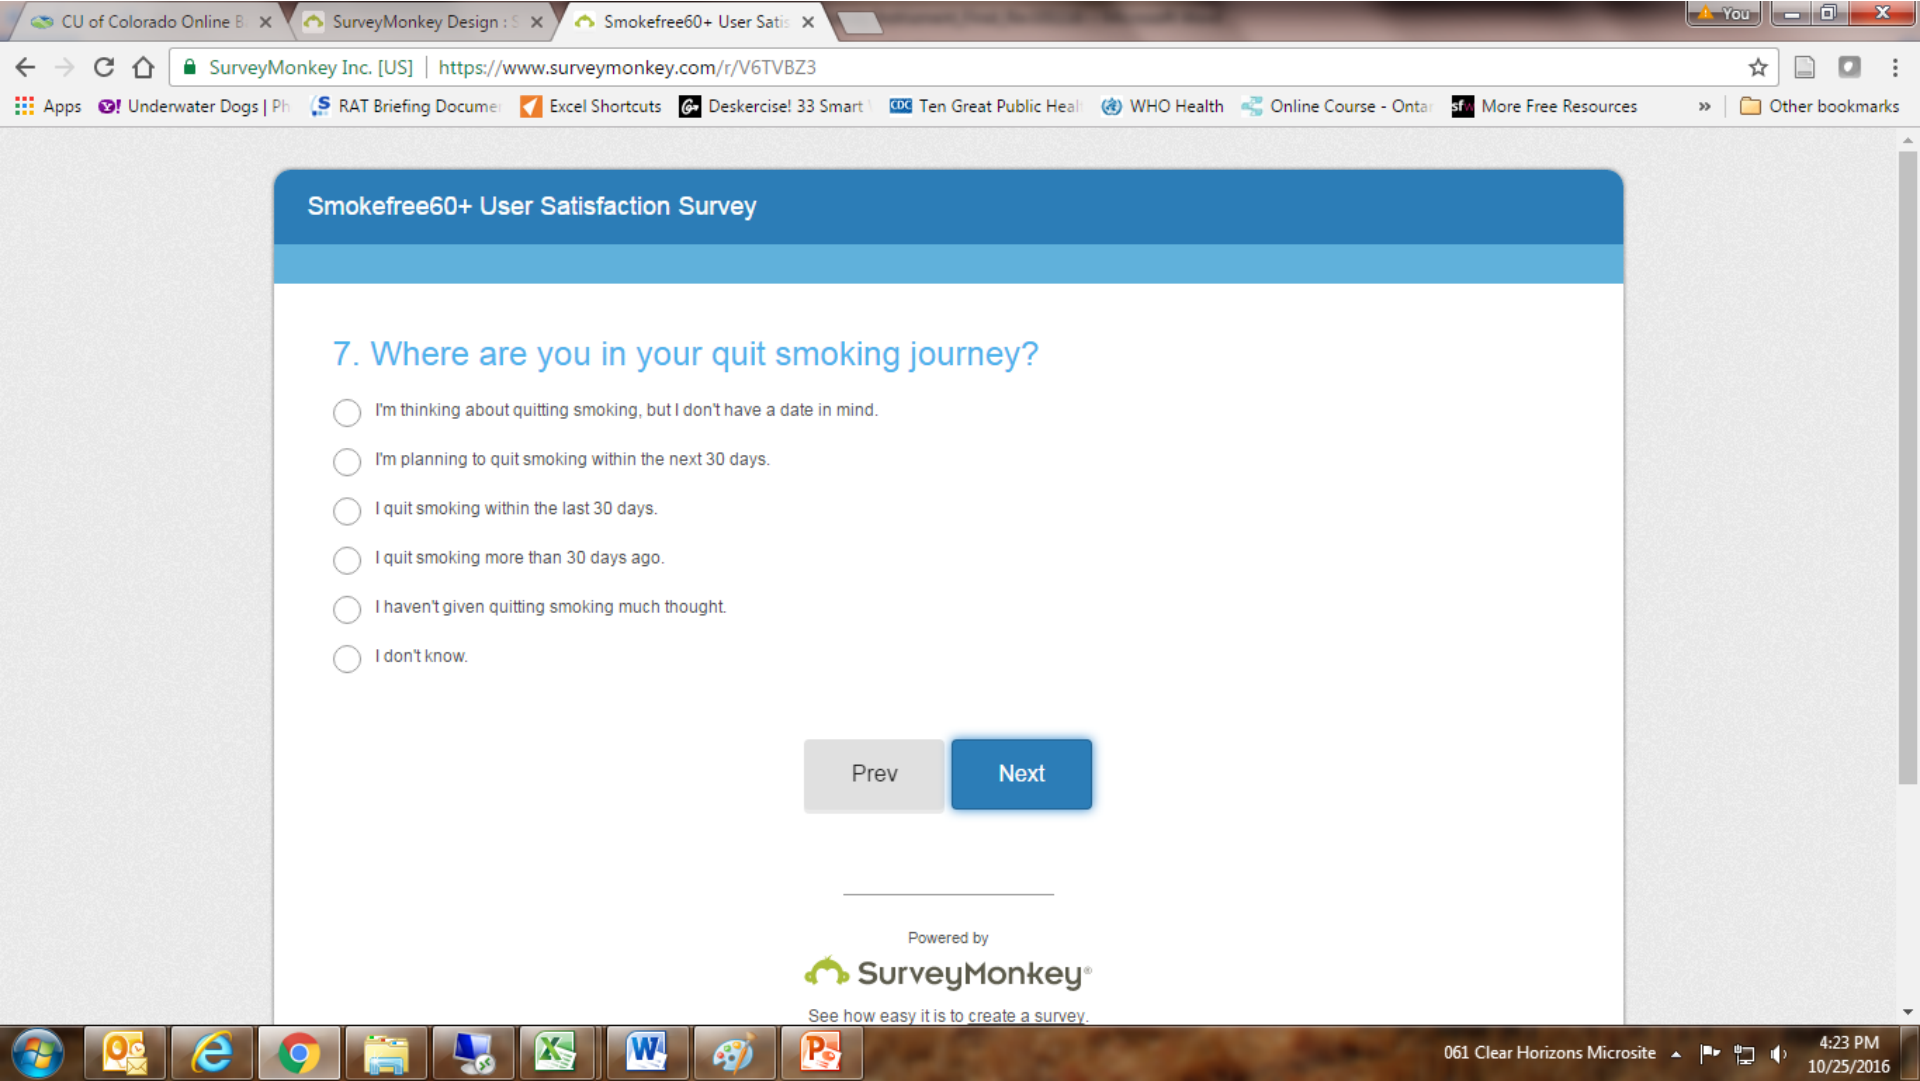 CU of Colorado Online B
SurveyMonkey Design : S
Smokefree60+ User Satis
You
SurveyMonkey Inc. [US] | https://www.surveymonkey.com/r/V6TVBZ3
Apps Underwater Dogs | Ph RAT Briefing Documen Excel Shortcuts Deskercise! 33 Smart CDC Ten Great Public Heal WHO Health Online Course - Onta sfw More Free Resources » Other bookmarks
Smokefree60+ User Satisfaction Survey
7. Where are you in your quit smoking journey?
I'm thinking about quitting smoking, but I don't have a date in mind.
I'm planning to quit smoking within the next 30 days.
I quit smoking within the last 30 days.
I quit smoking more than 30 days ago.
I haven't given quitting smoking much thought.
I don't know.
Prev Next
Powered by
SurveyMonkey®
See how easy it is to create a survey.
061 Clear Horizons Microsite
4:23 PM
10/25/2016